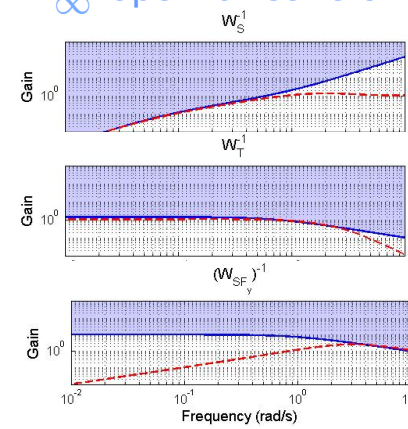 ∞
W_S^-1
Gain
10^0
W_T^-1
Gain
10^0
(W_SF_y)^-1
Gain
10^0
10^-2 10^-1 10^0
Frequency (rad/s)